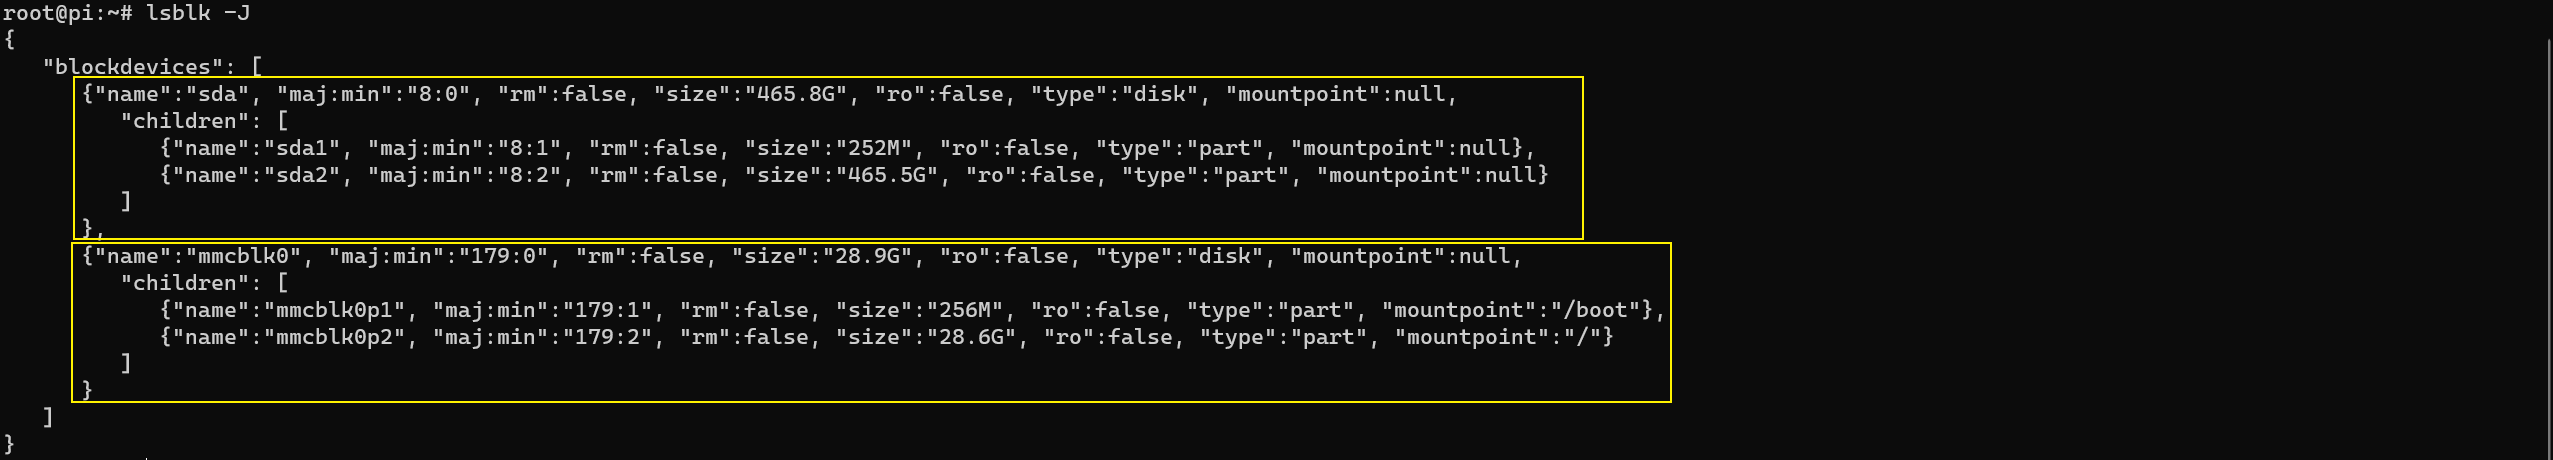 root@pi:~# lsblk -J
{
   "blockdevices": [
      {"name":"sda", "maj:min":"8:0", "rm":false, "size":"465.8G", "ro":false, "type":"disk", "mountpoint":null,
         "children": [
            {"name":"sda1", "maj:min":"8:1", "rm":false, "size":"252M", "ro":false, "type":"part", "mountpoint":null},
            {"name":"sda2", "maj:min":"8:2", "rm":false, "size":"465.5G", "ro":false, "type":"part", "mountpoint":null}
         ]
      },
      {"name":"mmcblk0", "maj:min":"179:0", "rm":false, "size":"28.9G", "ro":false, "type":"disk", "mountpoint":null,
         "children": [
            {"name":"mmcblk0p1", "maj:min":"179:1", "rm":false, "size":"256M", "ro":false, "type":"part", "mountpoint":"/boot"},
            {"name":"mmcblk0p2", "maj:min":"179:2", "rm":false, "size":"28.6G", "ro":false, "type":"part", "mountpoint":"/"}
         ]
      }
   ]
}